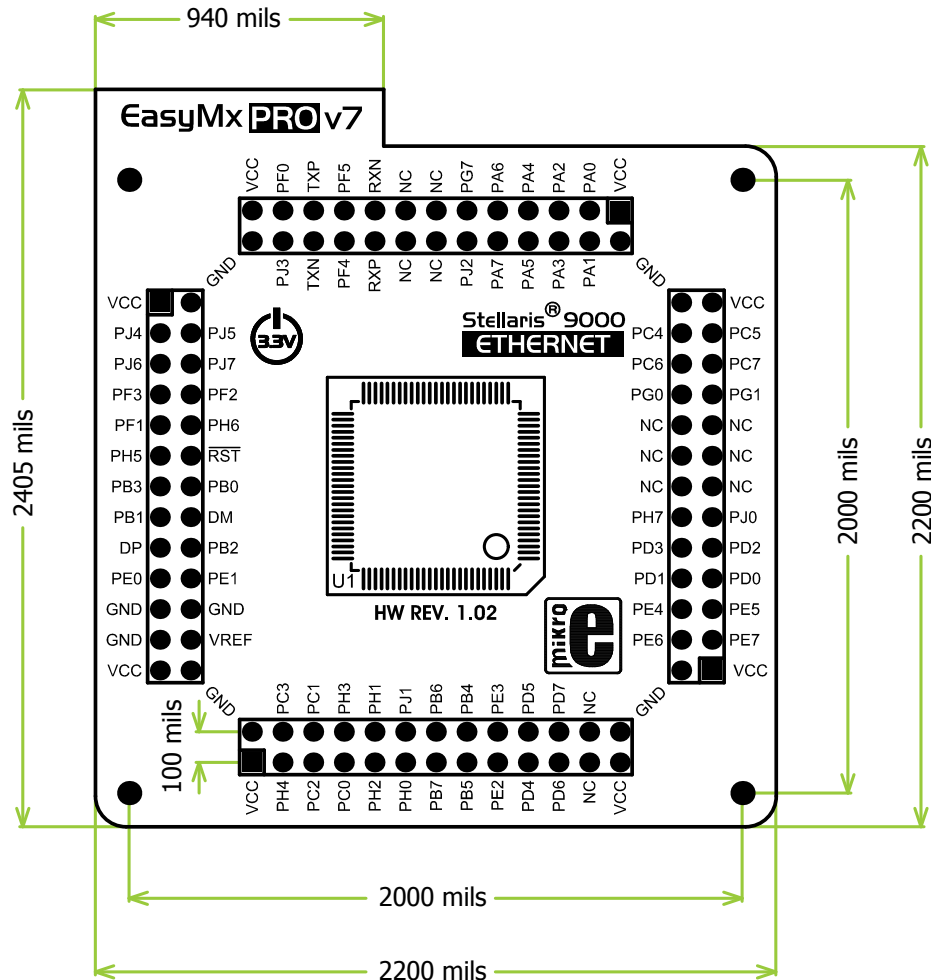 940 mils
EasyMx PRO v7
VCC PF0 TXP PF5 RXN NC NC PG7 PA6 PA4 PA2 PA0 VCC
GND PJ3 TXN PF4 RXP NC NC PJ2 PA7 PA5 PA3 PA1 GND
3.3V
Stellaris® 9000
ETHERNET
VCC
PJ4 PJ5
PJ6 PJ7
PF3 PF2
PF1 PH6
PH5 R̅S̅T̅
PB3 PB0
PB1 DM
DP PB2
PE0 PE1
GND GND
GND VREF
VCC GND
VCC
PC4 PC5
PC6 PC7
PG0 PG1
NC NC
NC NC
NC NC
PH7 PJ0
PD3 PD2
PD1 PD0
PE4 PE5
PE6 PE7
GND VCC
U1
HW REV. 1.02
mikro e
PC3 PC1 PH3 PH1 PJ1 PB6 PB4 PE3 PD5 PD7 NC
VCC PH4 PC2 PC0 PH2 PH0 PB7 PB5 PE2 PD4 PD6 NC VCC
2405 mils
100 mils
2000 mils
2200 mils
2000 mils
2200 mils